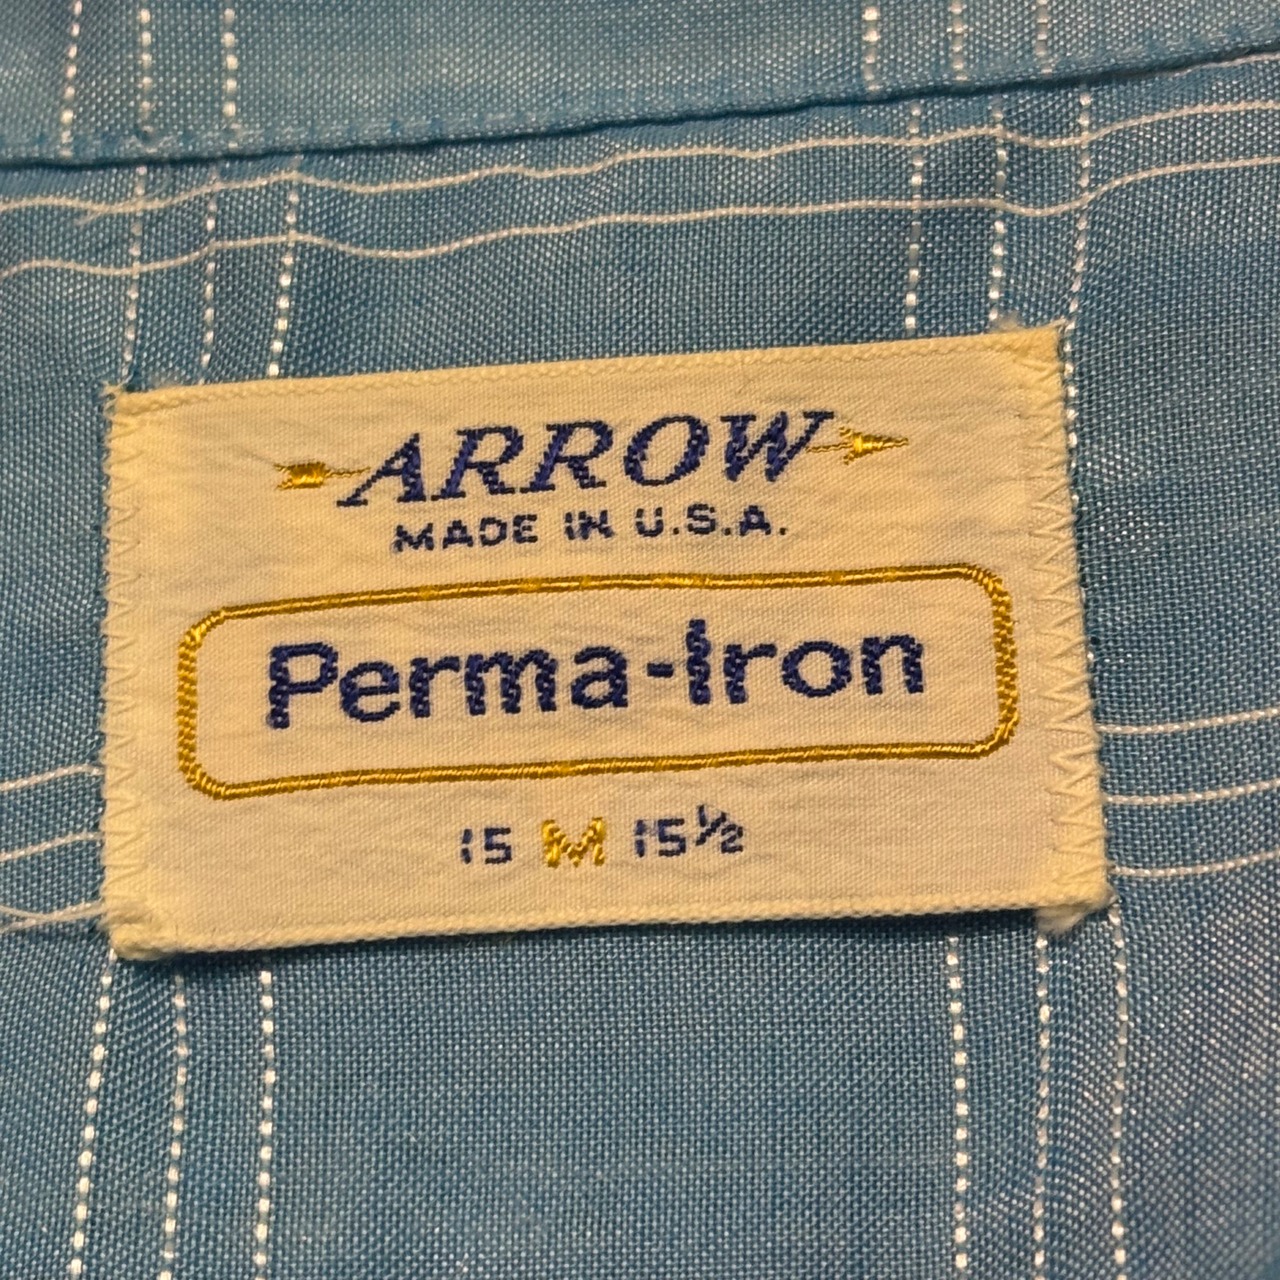 ARROW
MADE IN U.S.A.
Perma-Iron
15 M 15½